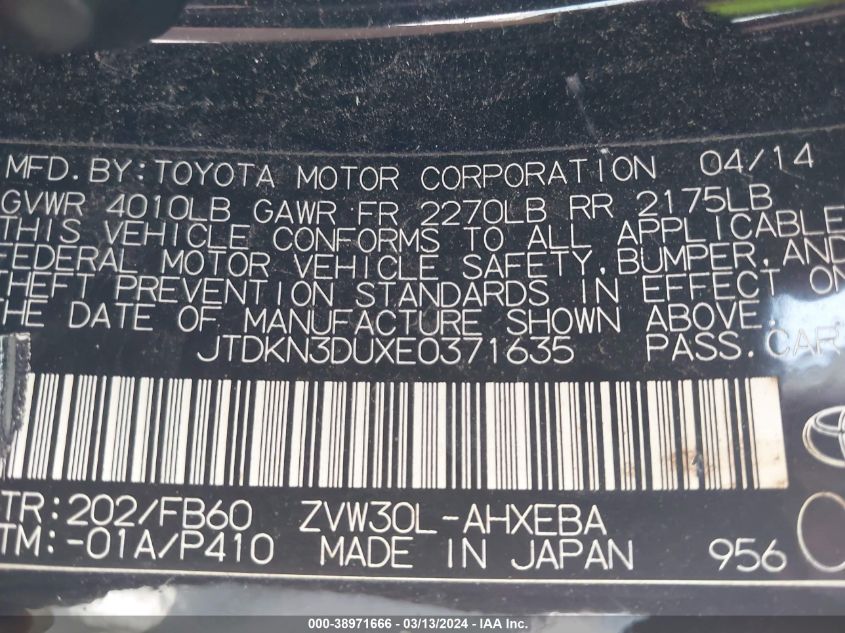 MFD. BY: TOYOTA MOTOR CORPORATION 04/14
GVWR 4010LB GAWR FR 2270LB RR 2175LB
THIS VEHICLE CONFORMS TO ALL APPLICABLE
FEDERAL MOTOR VEHICLE SAFETY, BUMPER, AND
THEFT PREVENTION STANDARDS IN EFFECT ON
THE DATE OF MANUFACTURE SHOWN ABOVE.
JTDKN3DUXE0371635 PASS.CAR
TR: 202/FB60 ZVW30L-AHXEBA
TM: -01A/P410 MADE IN JAPAN 956
000-38971666 - 03/13/2024 - IAA Inc.